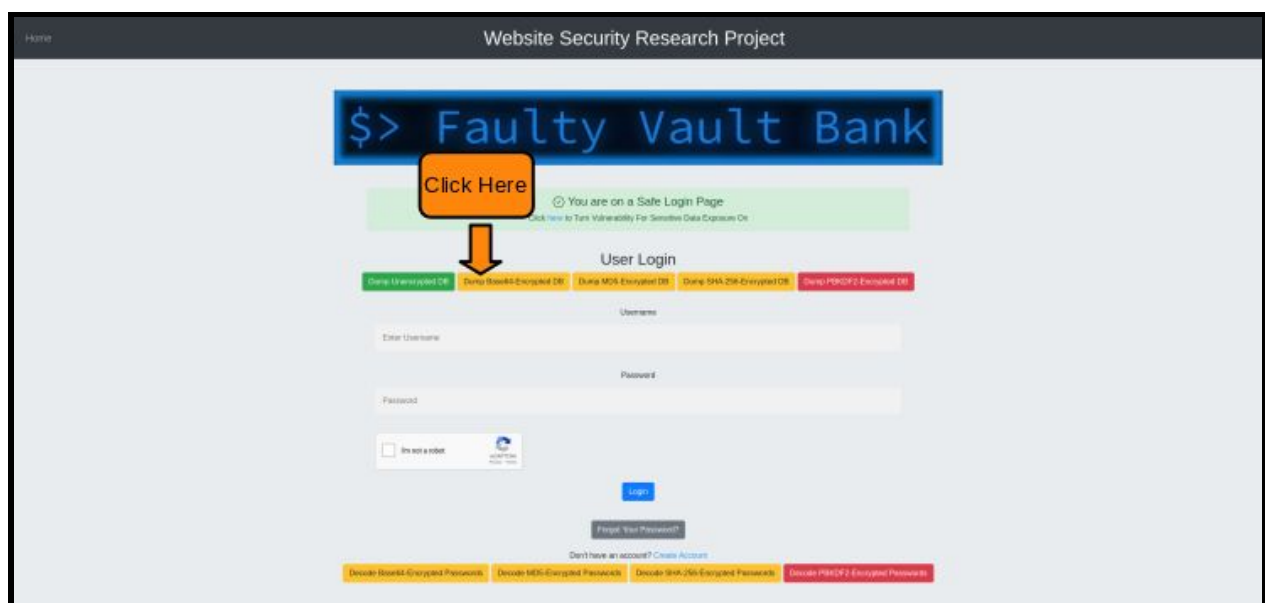 Home
Website Security Research Project
$> Faulty Vault Bank
Click Here
You are on a Safe Login Page
Click here to Turn Vulnerability For Sensitive Data Exposure On
User Login
Dump Unencrypted DB
Dump Base64-Encrypted DB
Dump MD5-Encrypted DB
Dump SHA-256-Encrypted DB
Dump PBKDF2-Encrypted DB
Username
Enter Username
Password
Password
I'm not a robot
reCAPTCHA
Privacy - Terms
Login
Forgot Your Password?
Don't have an account? Create Account
Decode Base64-Encrypted Passwords
Decode MD5-Encrypted Passwords
Decode SHA-256-Encrypted Passwords
Decode PBKDF2-Encrypted Passwords